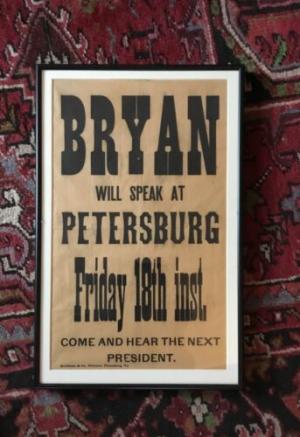 BRYAN
WILL SPEAK AT
PETERSBURG
Friday 18th inst.
COME AND HEAR THE NEXT
PRESIDENT.